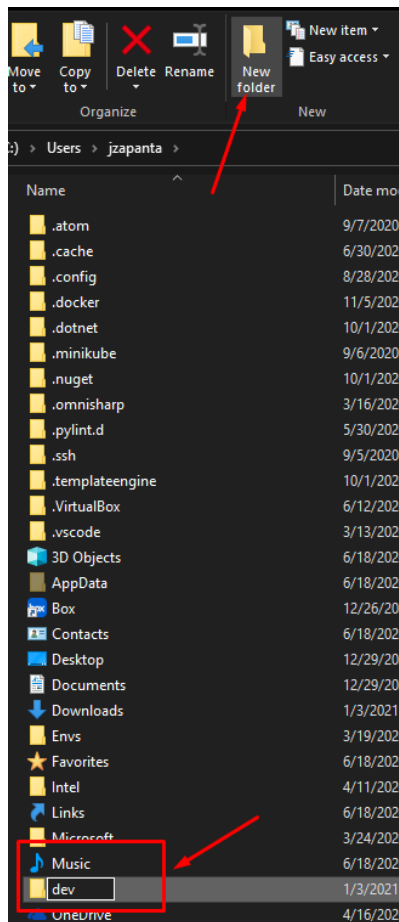 New item
Easy access
Move to
Copy to
Delete
Rename
New folder
Organize
New
:) > Users > jzapanta >
Name Date mo
.atom 9/7/2020
.cache 6/30/202
.config 8/28/202
.docker 11/5/202
.dotnet 10/1/202
.minikube 9/6/2020
.nuget 10/1/202
.omnisharp 3/16/202
.pylint.d 5/30/202
.ssh 9/5/2020
.templateengine 10/1/202
.VirtualBox 6/12/202
.vscode 3/13/202
3D Objects 6/18/202
AppData 6/18/202
box Box 12/26/20
Contacts 6/18/202
Desktop 12/29/20
Documents 12/29/20
Downloads 1/3/2021
Envs 3/19/202
Favorites 6/18/202
Intel 4/11/202
Links 6/18/202
Microsoft 3/24/202
Music 6/18/202
dev 1/3/2021
OneDrive 4/16/202